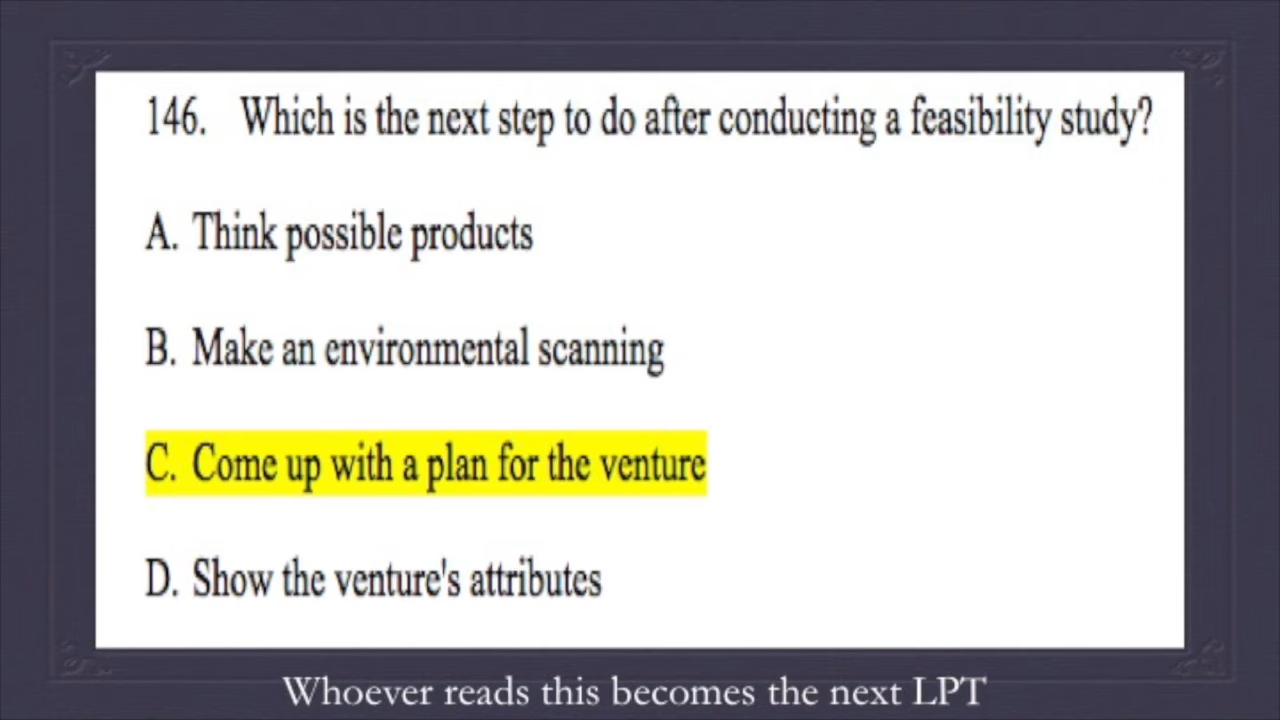 146. Which is the next step to do after conducting a feasibility study?
A. Think possible products
B. Make an environmental scanning
C. Come up with a plan for the venture
D. Show the venture's attributes
Whoever reads this becomes the next LPT